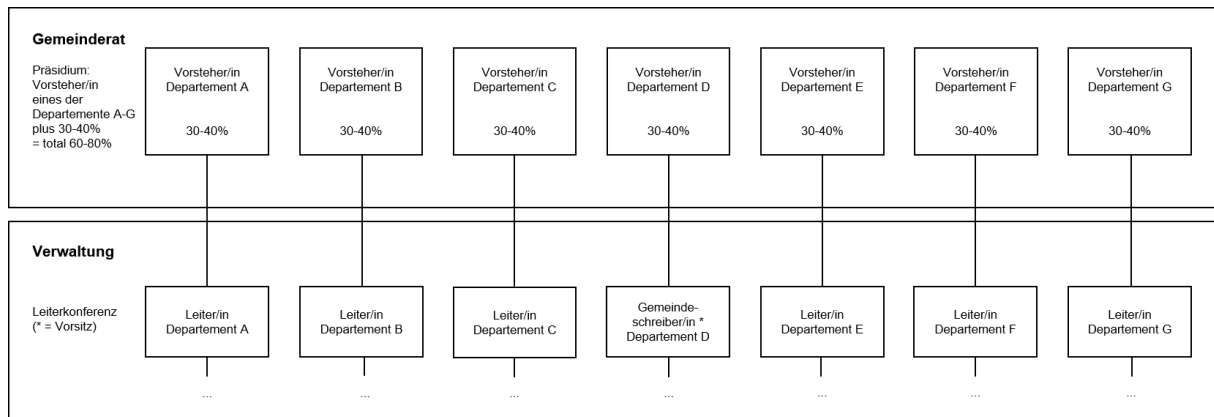 Gemeinderat
Präsidium:
Vorsteher/in
eines der
Departemente A-G
plus 30-40%
= total 60-80%
Vorsteher/in
Departement A
30-40%
Vorsteher/in
Departement B
30-40%
Vorsteher/in
Departement C
30-40%
Vorsteher/in
Departement D
30-40%
Vorsteher/in
Departement E
30-40%
Vorsteher/in
Departement F
30-40%
Vorsteher/in
Departement G
30-40%
Verwaltung
Leiterkonferenz
(* = Vorsitz)
Leiter/in
Departement A
...
Leiter/in
Departement B
...
Leiter/in
Departement C
...
Gemeinde-
schreiber/in *
Departement D
...
Leiter/in
Departement E
...
Leiter/in
Departement F
...
Leiter/in
Departement G
...